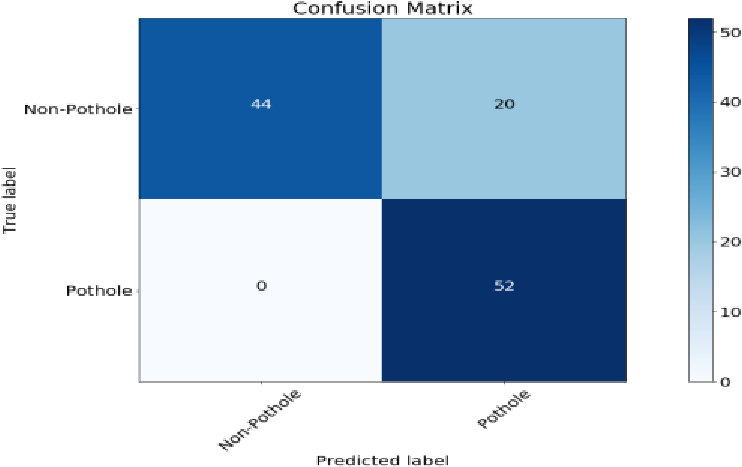 Confusion Matrix
True label
Non-Pothole
44
20
Pothole
0
52
Non-Pothole
Pothole
Predicted label
50
40
30
20
10
0